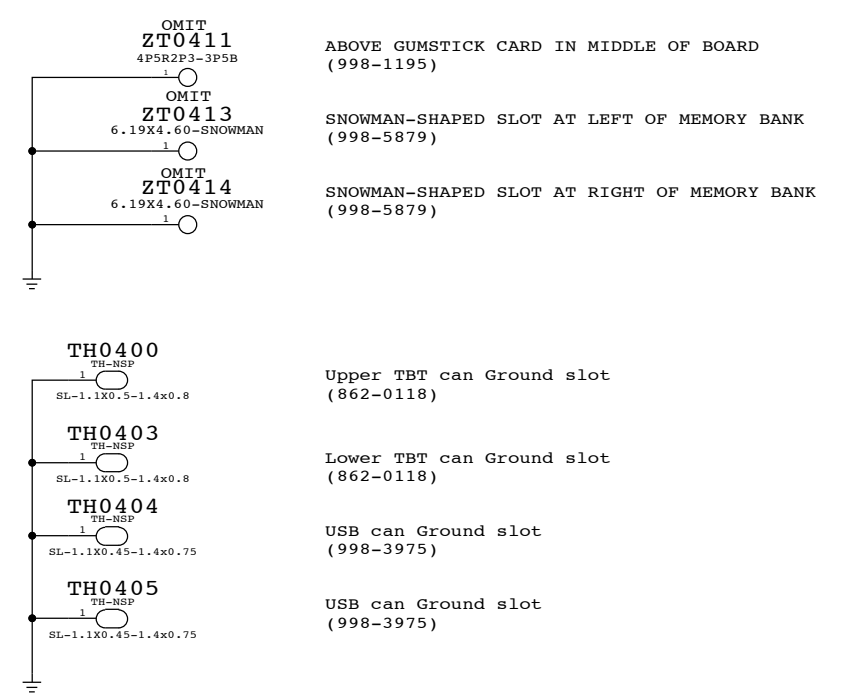 OMIT
ZT0411
4P5R2P3-3P5B
1
ABOVE GUMSTICK CARD IN MIDDLE OF BOARD
(998-1195)
OMIT
ZT0413
6.19X4.60-SNOWMAN
1
SNOWMAN-SHAPED SLOT AT LEFT OF MEMORY BANK
(998-5879)
OMIT
ZT0414
6.19X4.60-SNOWMAN
1
SNOWMAN-SHAPED SLOT AT RIGHT OF MEMORY BANK
(998-5879)
TH0400
TH-NSP
1
SL-1.1X0.5-1.4x0.8
Upper TBT can Ground slot
(862-0118)
TH0403
TH-NSP
1
SL-1.1X0.5-1.4x0.8
Lower TBT can Ground slot
(862-0118)
TH0404
TH-NSP
1
SL-1.1X0.45-1.4x0.75
USB can Ground slot
(998-3975)
TH0405
TH-NSP
1
SL-1.1X0.45-1.4x0.75
USB can Ground slot
(998-3975)